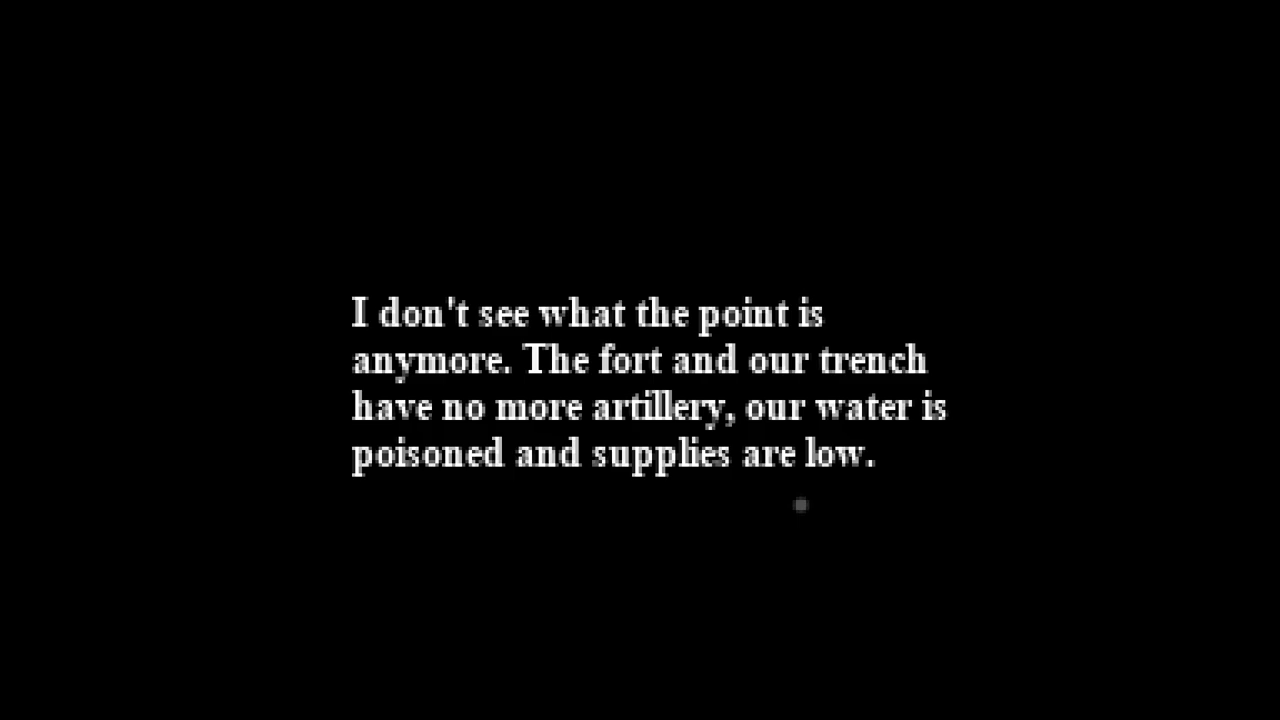 I don't see what the point is
anymore. The fort and our trench
have no more artillery, our water is
poisoned and supplies are low.